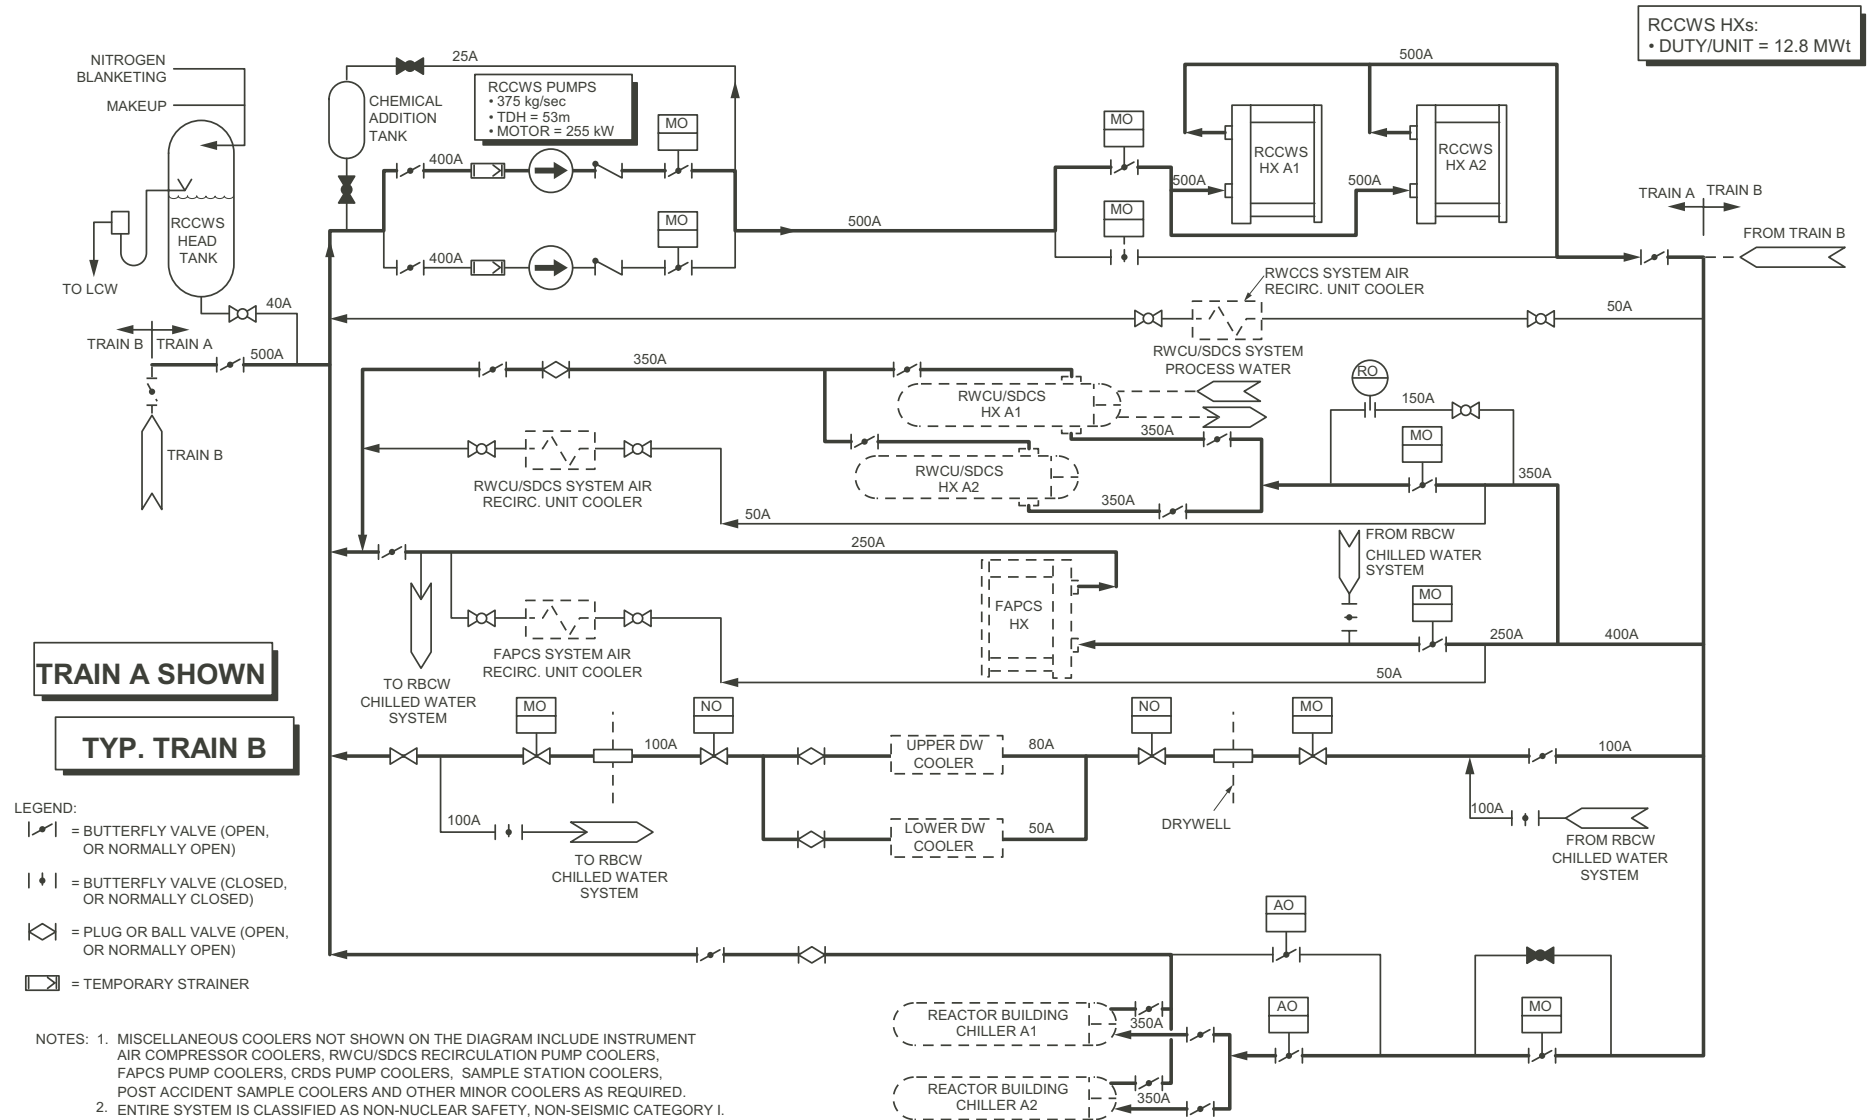 RCCWS HXs:
• DUTY/UNIT = 12.8 MWt
NITROGEN
BLANKETING
MAKEUP
25A
CHEMICAL
ADDITION
TANK
RCCWS PUMPS
• 375 kg/sec
• TDH = 53m
• MOTOR = 255 kW
MO
400A
MO
400A
500A
RCCWS
HEAD
TANK
TO LCW
40A
TRAIN B
TRAIN A
500A
TRAIN B
500A
MO
500A
MO
500A
RCCWS
HX A1
RCCWS
HX A2
TRAIN A
TRAIN B
FROM TRAIN B
RWCCS SYSTEM AIR
RECIRC. UNIT COOLER
50A
RWCU/SDCS SYSTEM
PROCESS WATER
350A
RWCU/SDCS
HX A1
350A
RWCU/SDCS
HX A2
350A
RO
150A
MO
350A
RWCU/SDCS SYSTEM AIR
RECIRC. UNIT COOLER
50A
250A
FROM RBCW
CHILLED WATER
SYSTEM
FAPCS
HX
MO
250A
400A
FAPCS SYSTEM AIR
RECIRC. UNIT COOLER
50A
TO RBCW
CHILLED WATER
SYSTEM
TRAIN A SHOWN
TYP. TRAIN B
MO
100A
NO
UPPER DW
COOLER
80A
NO
MO
100A
LOWER DW
COOLER
50A
DRYWELL
100A
TO RBCW
CHILLED WATER
SYSTEM
100A
FROM RBCW
CHILLED WATER
SYSTEM
LEGEND:
= BUTTERFLY VALVE (OPEN,
OR NORMALLY OPEN)
= BUTTERFLY VALVE (CLOSED,
OR NORMALLY CLOSED)
= PLUG OR BALL VALVE (OPEN,
OR NORMALLY OPEN)
= TEMPORARY STRAINER
AO
AO
MO
REACTOR BUILDING
CHILLER A1
350A
REACTOR BUILDING
CHILLER A2
350A
NOTES: 1. MISCELLANEOUS COOLERS NOT SHOWN ON THE DIAGRAM INCLUDE INSTRUMENT
AIR COMPRESSOR COOLERS, RWCU/SDCS RECIRCULATION PUMP COOLERS,
FAPCS PUMP COOLERS, CRDS PUMP COOLERS, SAMPLE STATION COOLERS,
POST ACCIDENT SAMPLE COOLERS AND OTHER MINOR COOLERS AS REQUIRED.
2. ENTIRE SYSTEM IS CLASSIFIED AS NON-NUCLEAR SAFETY, NON-SEISMIC CATEGORY I.